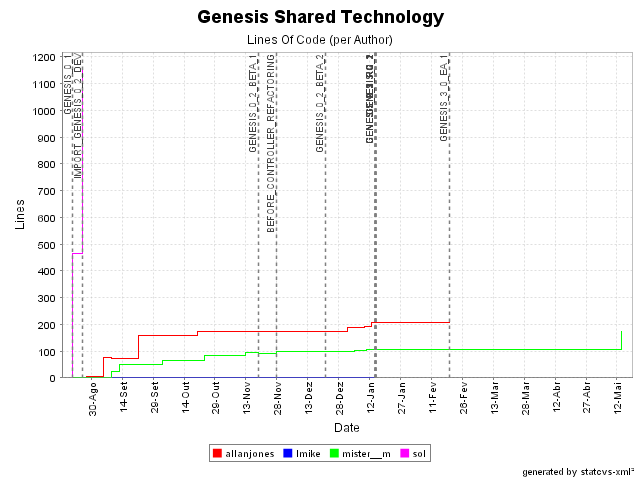 Genesis Shared Technology
Lines Of Code (per Author)
GENESIS_0_1
IMPORT_GENESIS_0_2_DEV
GENESIS_0_2_BETA_1
BEFORE_CONTROLLER_REFACTORING
GENESIS_0_2_BETA_2
GENESIS_3_0_EA_1
Lines
1200
1100
1000
900
800
700
600
500
400
300
200
100
0
30-Ago
14-Set
29-Set
14-Out
29-Out
13-Nov
28-Nov
13-Dez
28-Dez
12-Jan
27-Jan
11-Fev
26-Fev
13-Mar
28-Mar
12-Abr
27-Abr
12-Mai
Date
allanjones lmike mister__m sol
generated by statcvs-xml²